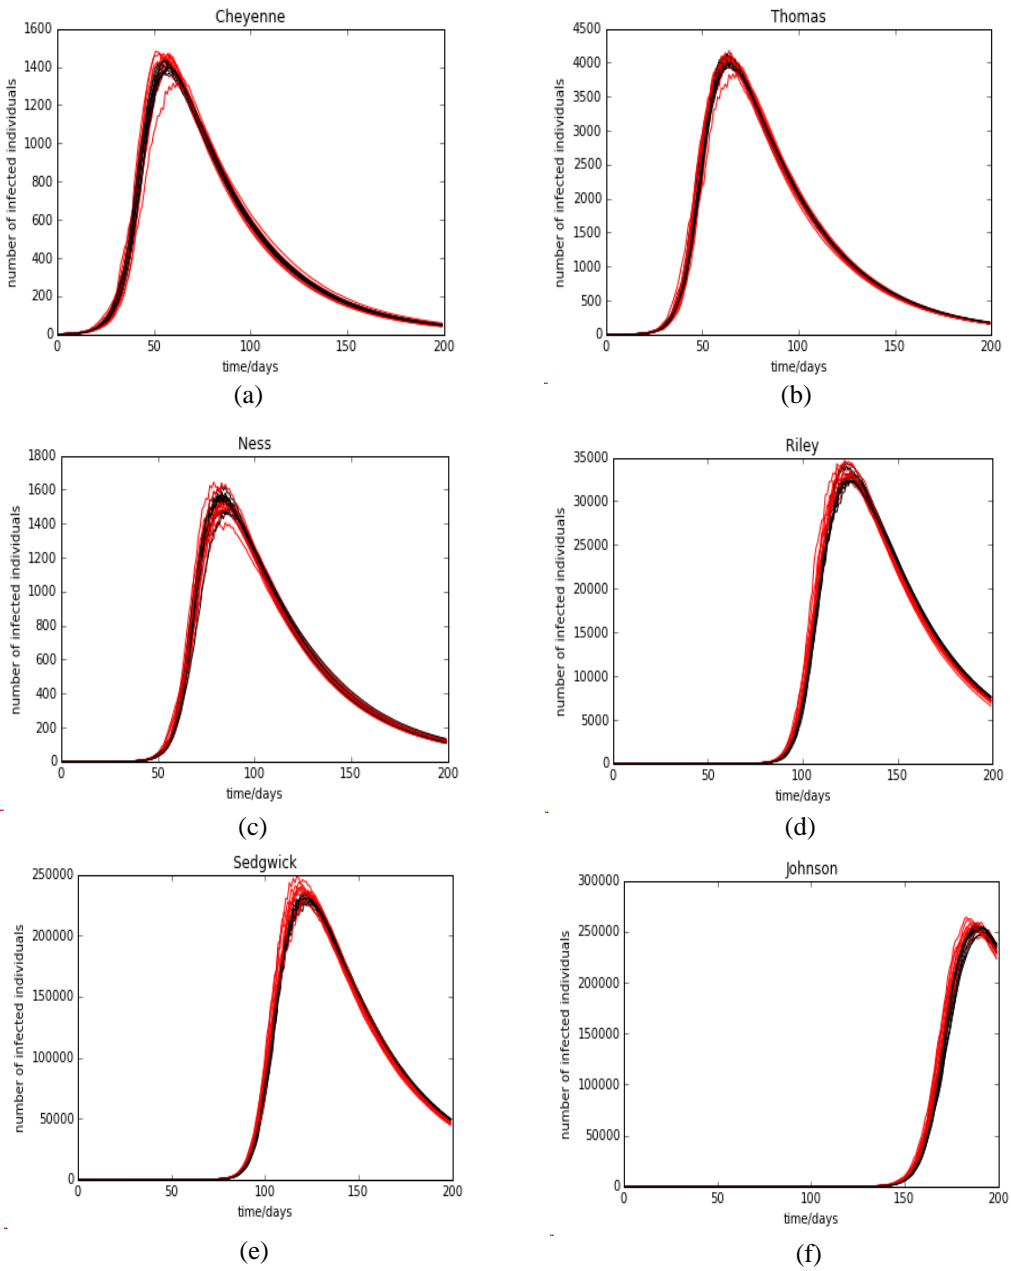 Cheyenne
1600
1400
1200
1000
800
600
400
200
0
number of infected individuals
0 50 100 150 200
time/days
(a)
Thomas
4500
4000
3500
3000
2500
2000
1500
1000
500
0
number of infected individuals
0 50 100 150 200
time/days
(b)
Ness
1800
1600
1400
1200
1000
800
600
400
200
0
number of infected individuals
0 50 100 150 200
time/days
(c)
Riley
35000
30000
25000
20000
15000
10000
5000
0
number of infected individuals
0 50 100 150 200
time/days
(d)
Sedgwick
250000
200000
150000
100000
50000
0
number of infected individuals
0 50 100 150 200
time/days
(e)
Johnson
300000
250000
200000
150000
100000
50000
0
number of infected individuals
0 50 100 150 200
time/days
(f)